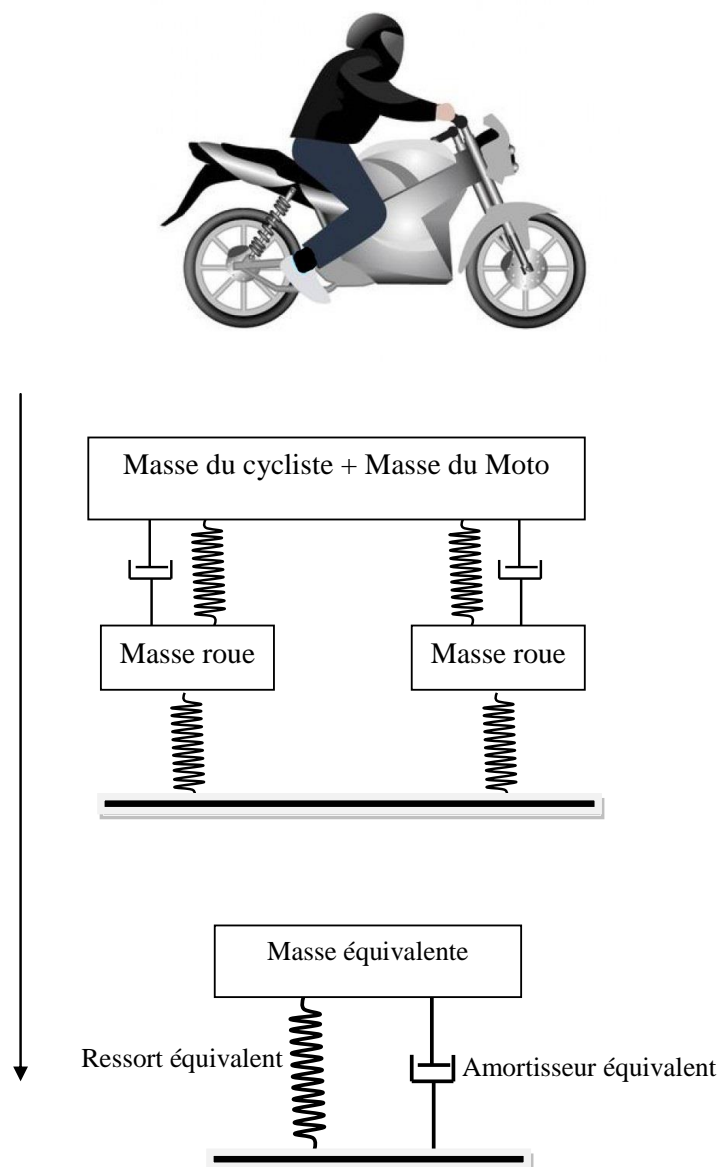 Masse du cycliste + Masse du Moto
Masse roue
Masse roue
Masse équivalente
Ressort équivalent
Amortisseur équivalent